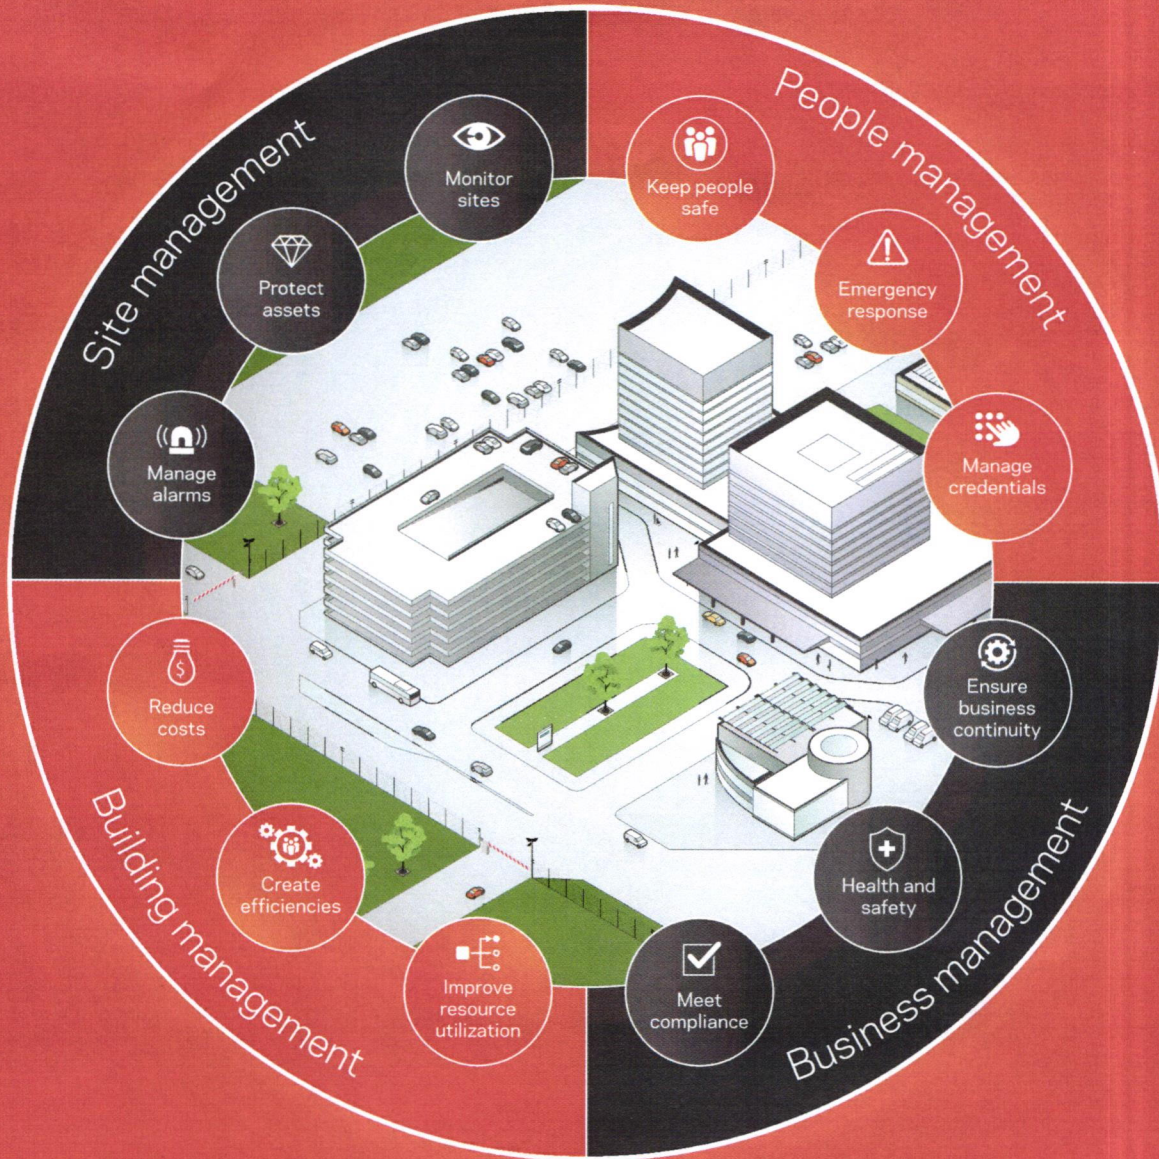 Site management
Monitor
sites
Protect
assets
Manage
alarms
People management
Keep people
safe
Emergency
response
Manage
credentials
Building management
Reduce
costs
$
Create
efficiencies
Improve
resource
utilization
Business management
Ensure
business
continuity
Health and
safety
Meet
compliance